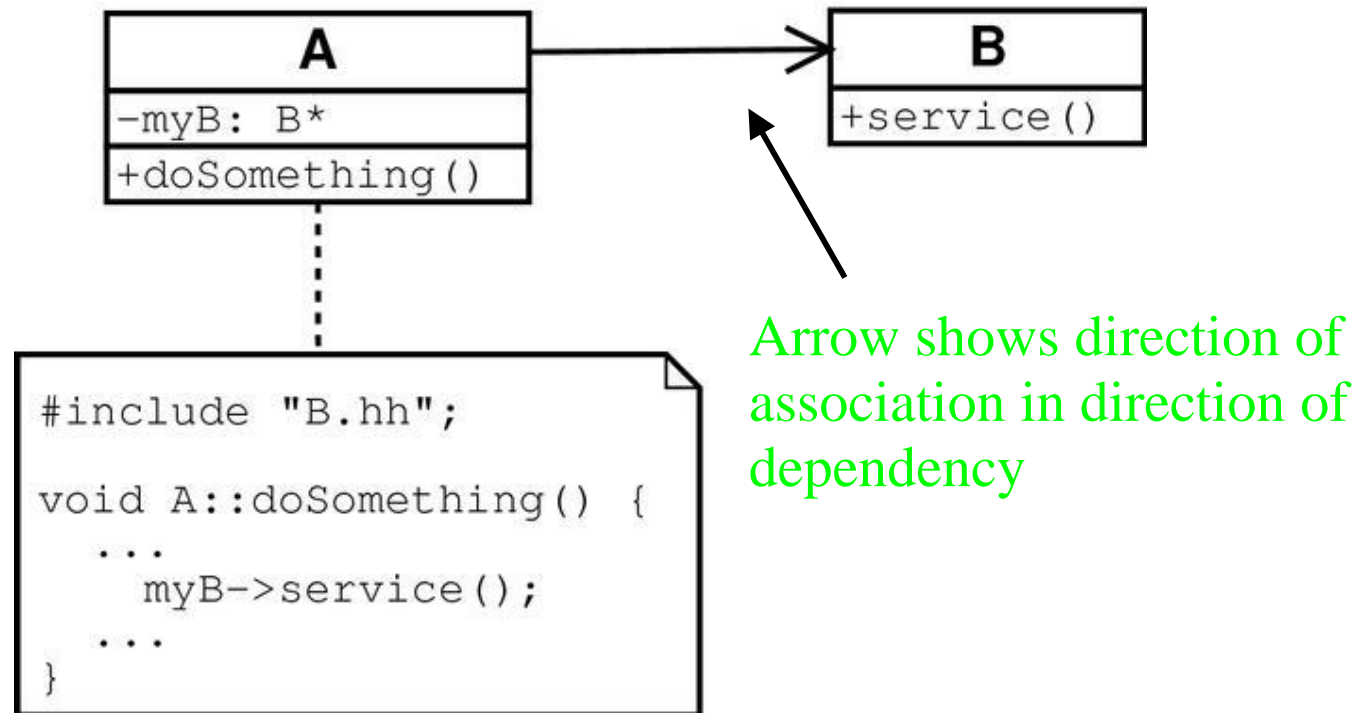 A
-myB: B*
+doSomething()
B
+service()
Arrow shows direction of
association in direction of
dependency
#include "B.hh";
void A::doSomething() {
...
myB->service();
...
}